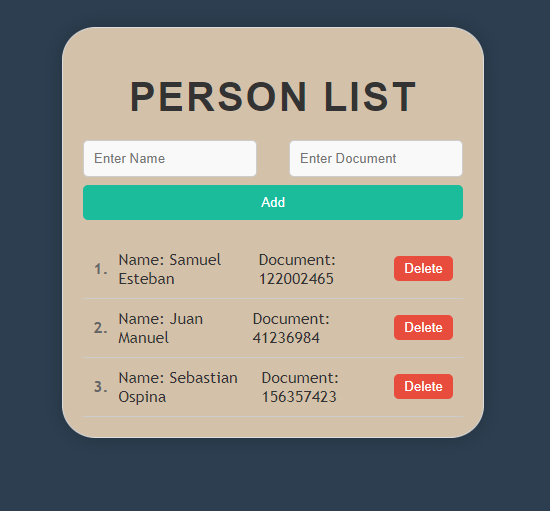 PERSON LIST
Enter Name Enter Document
Add
1. Name: Samuel Esteban Document: 122002465 Delete
2. Name: Juan Manuel Document: 41236984 Delete
3. Name: Sebastian Ospina Document: 156357423 Delete